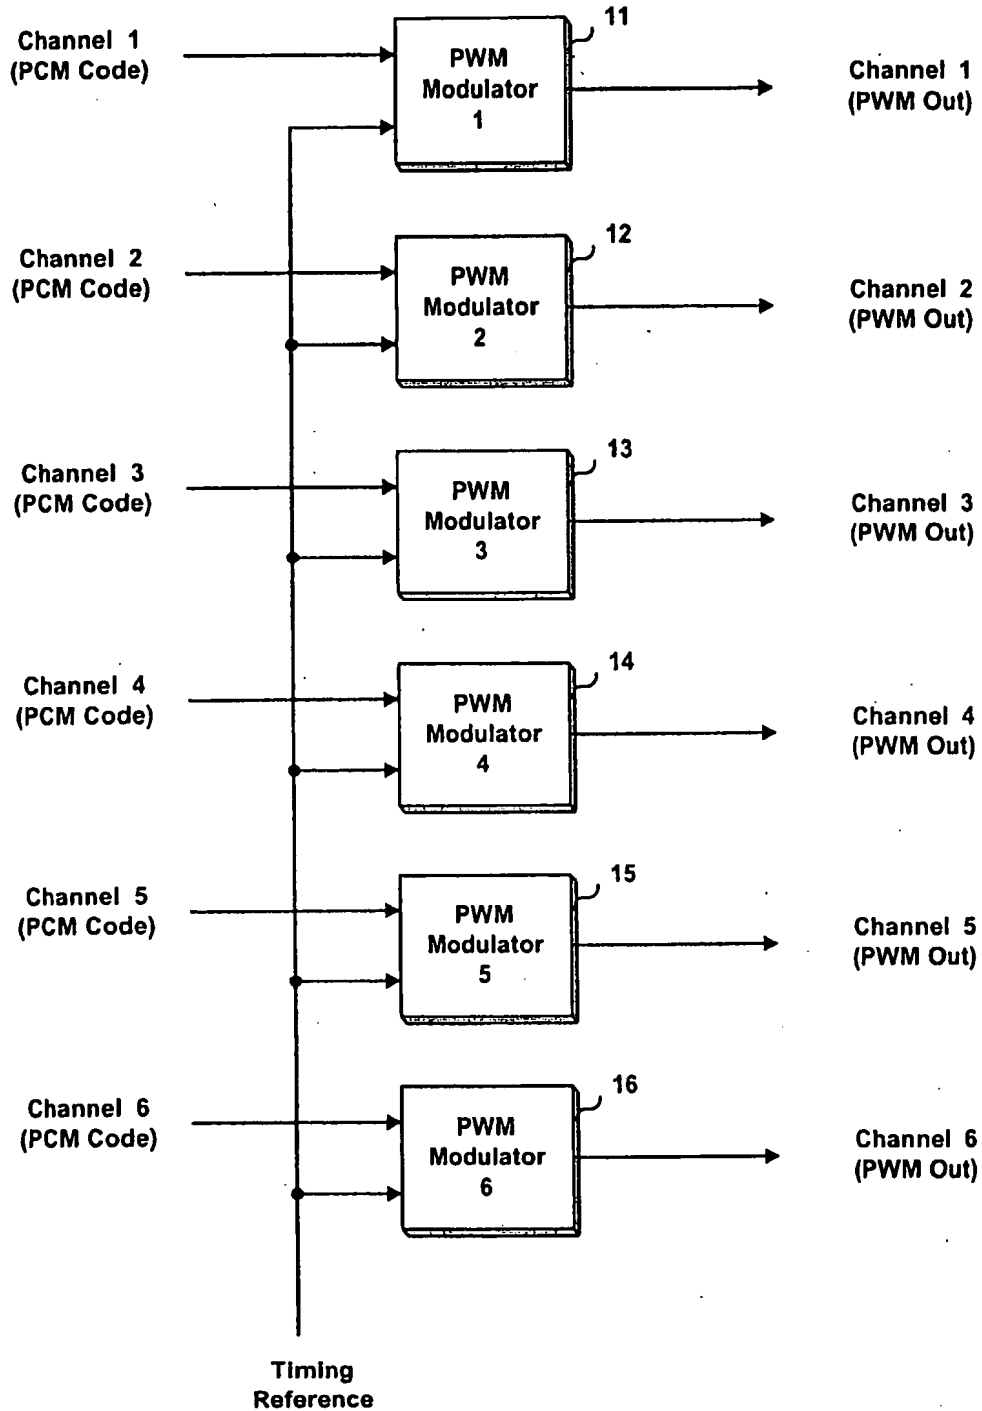 Channel 1
(PCM Code)
PWM
Modulator
1
11
Channel 1
(PWM Out)
Channel 2
(PCM Code)
PWM
Modulator
2
12
Channel 2
(PWM Out)
Channel 3
(PCM Code)
PWM
Modulator
3
13
Channel 3
(PWM Out)
Channel 4
(PCM Code)
PWM
Modulator
4
14
Channel 4
(PWM Out)
Channel 5
(PCM Code)
PWM
Modulator
5
15
Channel 5
(PWM Out)
Channel 6
(PCM Code)
PWM
Modulator
6
16
Channel 6
(PWM Out)
Timing
Reference